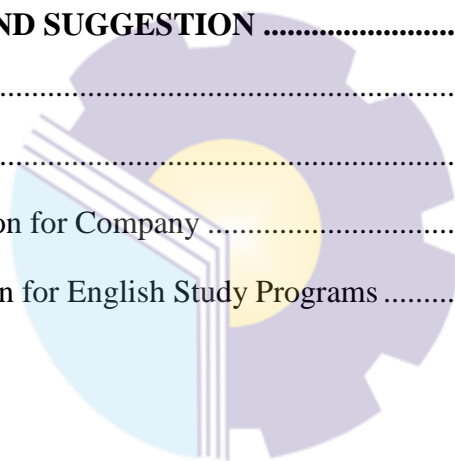 ND SUGGESTION ........................
........................................................
........................................................
on for Company ...........................
n for English Study Programs .........